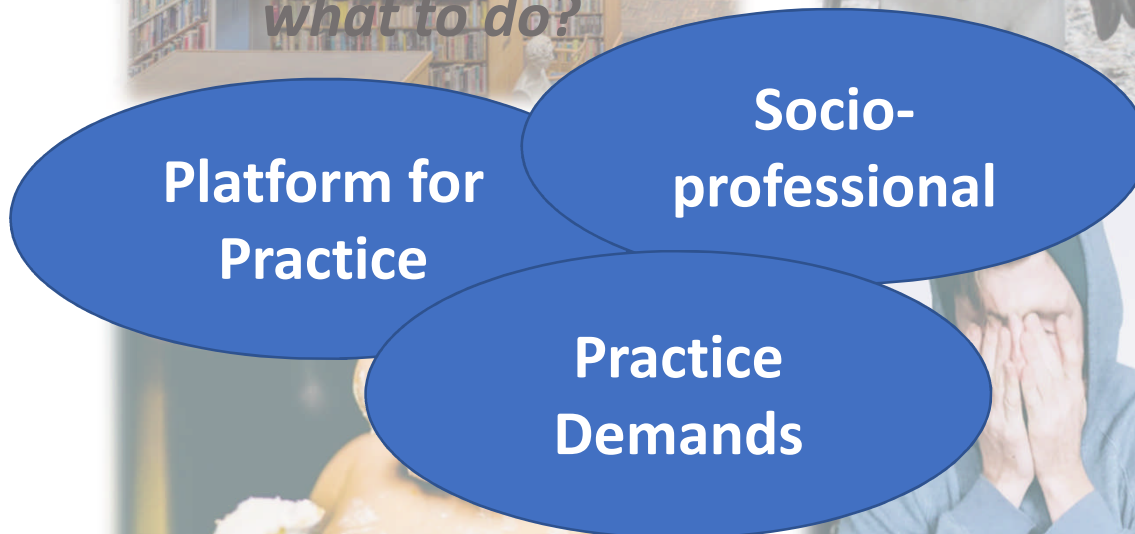 what to do?
Socio-
professional
Platform for
Practice
Practice
Demands